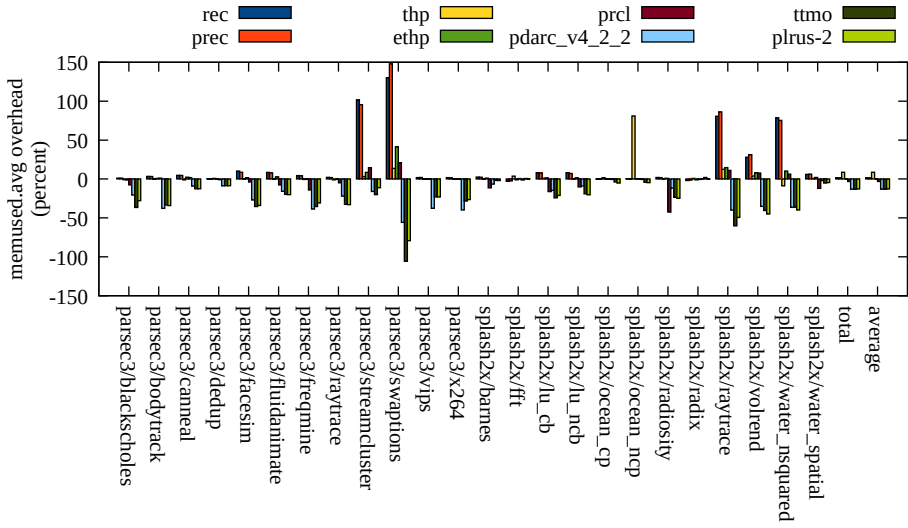 rec thp prcl ttmo
prec ethp pdarc_v4_2_2 plrus-2
memused.avg overhead
(percent)
150
100
50
0
-50
-100
-150
parsec3/blackscholes
parsec3/bodytrack
parsec3/canneal
parsec3/dedup
parsec3/facesim
parsec3/fluidanimate
parsec3/freqmine
parsec3/raytrace
parsec3/streamcluster
parsec3/swaptions
parsec3/vips
parsec3/x264
splash2x/barnes
splash2x/fft
splash2x/lu_cb
splash2x/lu_ncb
splash2x/ocean_cp
splash2x/ocean_ncp
splash2x/radiosity
splash2x/radix
splash2x/raytrace
splash2x/volrend
splash2x/water_nsquared
splash2x/water_spatial
total
average